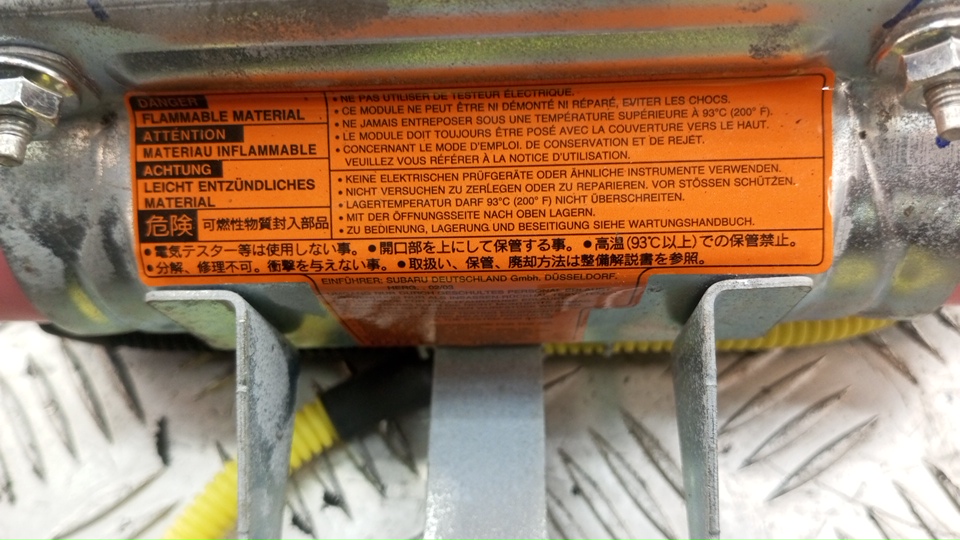 DANGER
FLAMMABLE MATERIAL
ATTENTION
MATERIAU INFLAMMABLE
ACHTUNG
LEICHT ENTZÜNDLICHES
MATERIAL
危険 可燃性物質封入部品
• NE PAS UTILISER DE TESTEUR ÉLECTRIQUE.
• CE MODULE NE PEUT ÊTRE NI DÉMONTÉ NI RÉPARÉ, EVITER LES CHOCS.
• NE JAMAIS ENTREPOSER SOUS UNE TEMPÉRATURE SUPÉRIEURE À 93°C (200° F).
• LE MODULE DOIT TOUJOURS ÊTRE POSÉ AVEC LA COUVERTURE VERS LE HAUT.
• CONCERNANT LE MODE D'EMPLOI. DE CONSERVATION ET DE REJET.
VEUILLEZ VOUS RÉFÉRER À LA NOTICE D'UTILISATION.
• KEINE ELEKTRISCHEN PRÜFGERÄTE ODER ÄHNLICHE INSTRUMENTE VERWENDEN.
• NICHT VERSUCHEN ZU ZERLEGEN ODER ZU REPARIEREN, VOR STÖSSEN SCHÜTZEN.
• LAGERTEMPERATUR DARF 93°C (200° F) NICHT ÜBERSCHREITEN.
• MIT DER ÖFFNUNGSSEITE NACH OBEN LAGERN.
• ZU BEDIENUNG, LAGERUNG UND BESEITIGUNG SIEHE WARTUNGSHANDBUCH.
• 電気テスター等は使用しない事。 ● 開口部を上にして保管する事。 ● 高温(93℃以上)での保管禁止。
• 分解、修理不可。衝撃を与えない事。 ● 取扱い、保管、廃却方法は整備解説書を参照。
EINFÜHRER: SUBARU DEUTSCHLAND Gmbh. DÜSSELDORF.